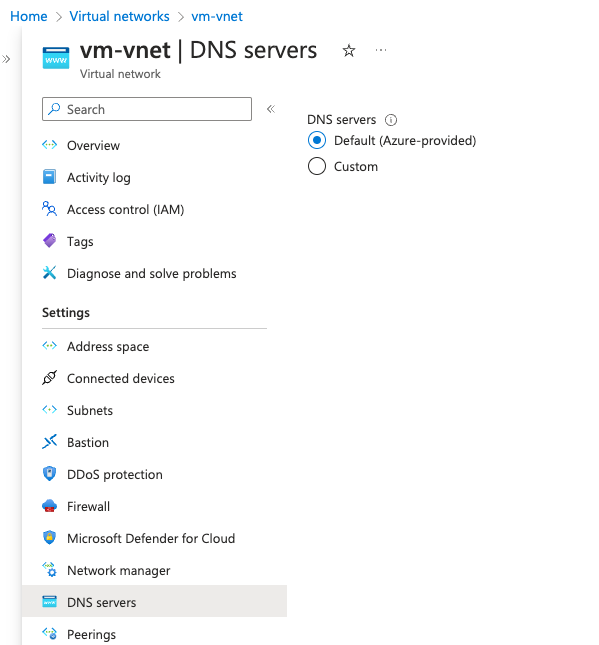 Home > Virtual networks > vm-vnet
vm-vnet | DNS servers
Virtual network
Search
Overview
Activity log
Access control (IAM)
Tags
Diagnose and solve problems
Settings
Address space
Connected devices
Subnets
Bastion
DDoS protection
Firewall
Microsoft Defender for Cloud
Network manager
DNS servers
Peerings
DNS servers
Default (Azure-provided)
Custom